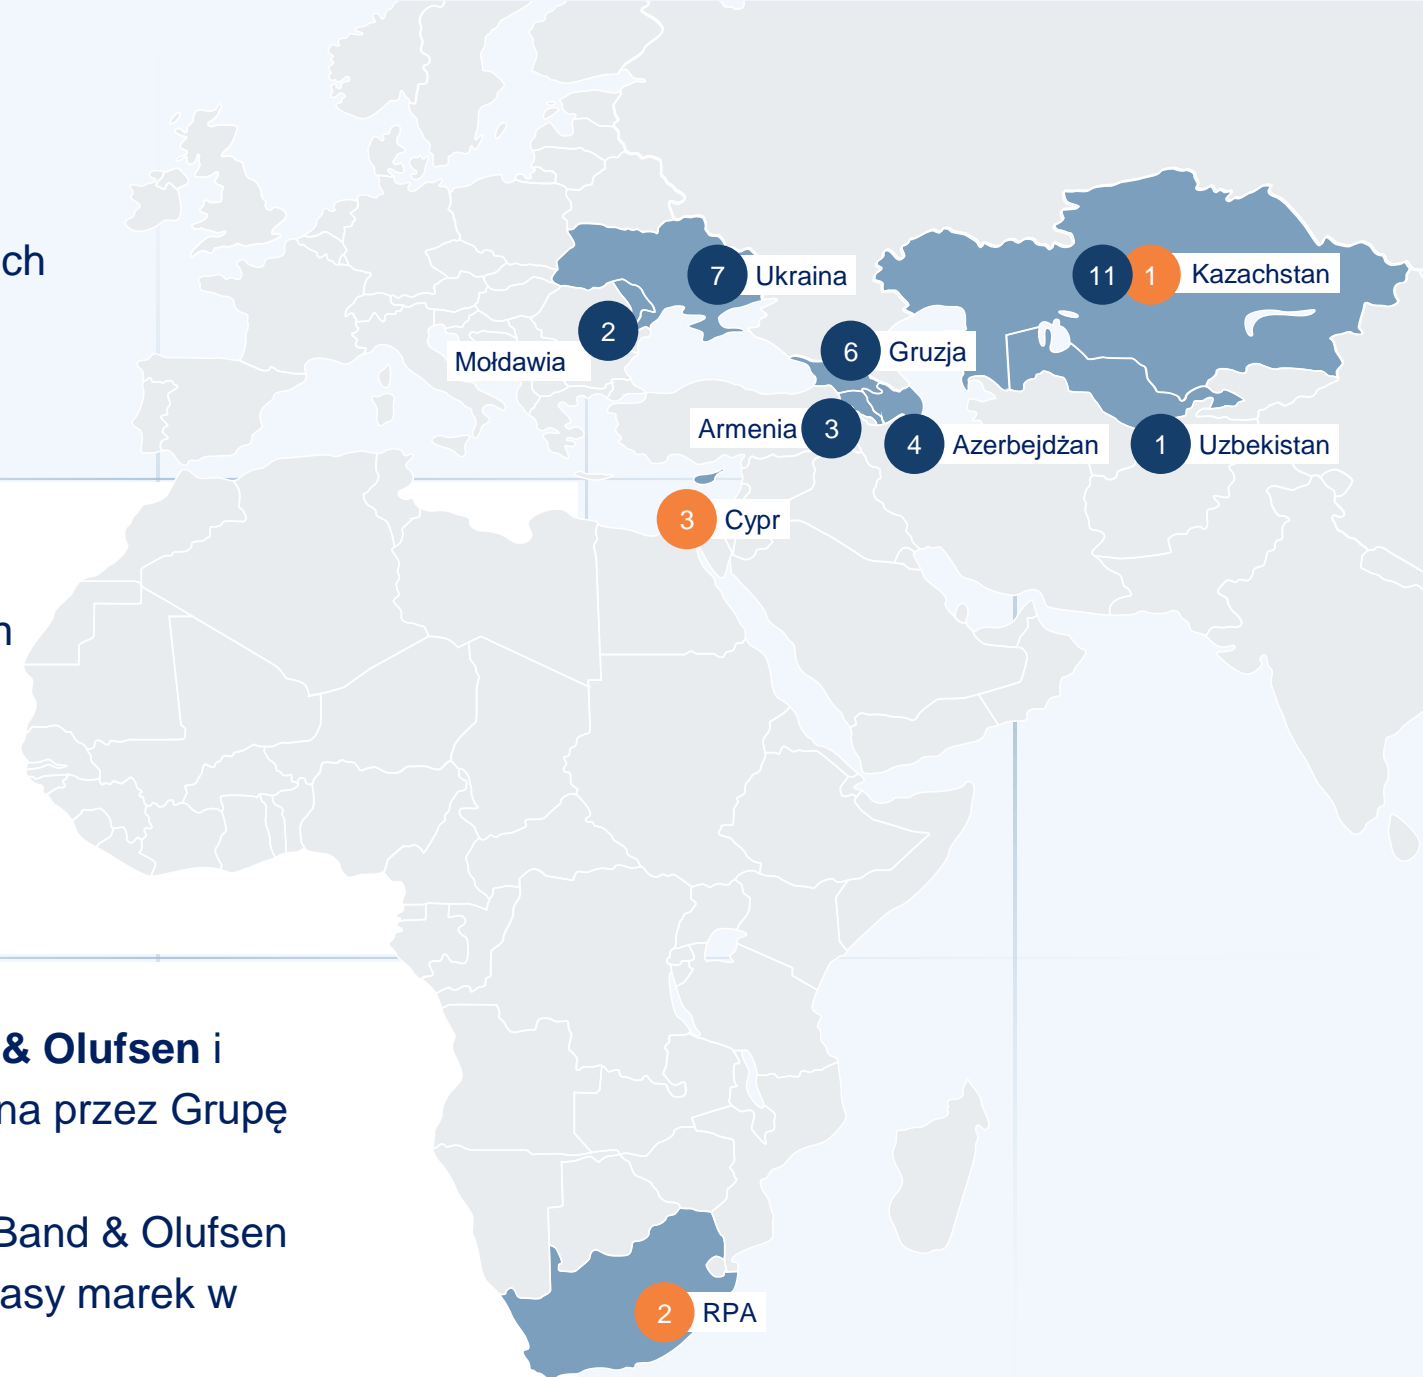 ch
7 Ukraina
11 1 Kazachstan
2
Mołdawia
6 Gruzja
Armenia 3
4 Azerbejdżan
1 Uzbekistan
3 Cypr
n
& Olufsen i
na przez Grupę
Band & Olufsen
asy marek w
2 RPA